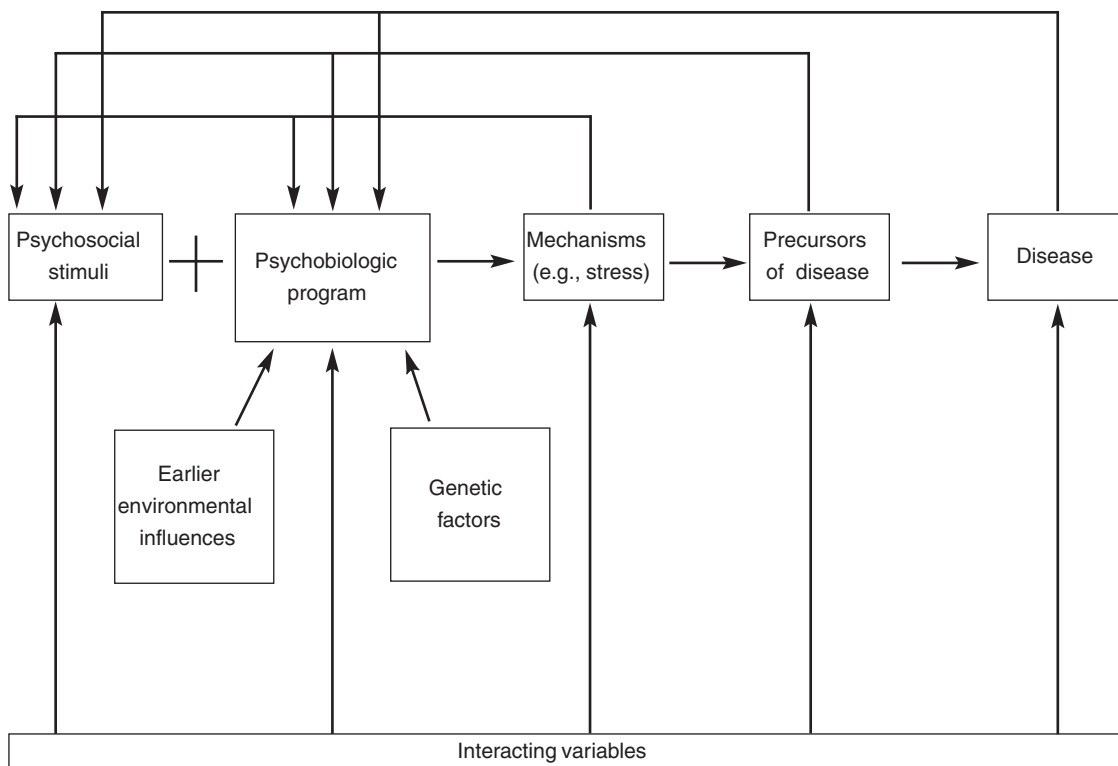 Psychosocial
stimuli
Psychobiologic
program
Mechanisms
(e.g., stress)
Precursors
of disease
Disease
Earlier
environmental
influences
Genetic
factors
Interacting variables